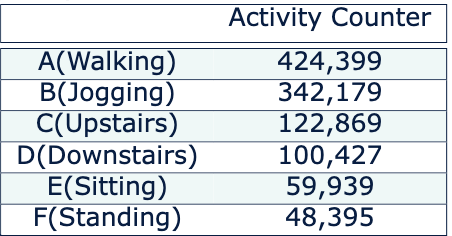 Activity Counter
A(Walking) 424,399
B(Jogging) 342,179
C(Upstairs) 122,869
D(Downstairs) 100,427
E(Sitting) 59,939
F(Standing) 48,395